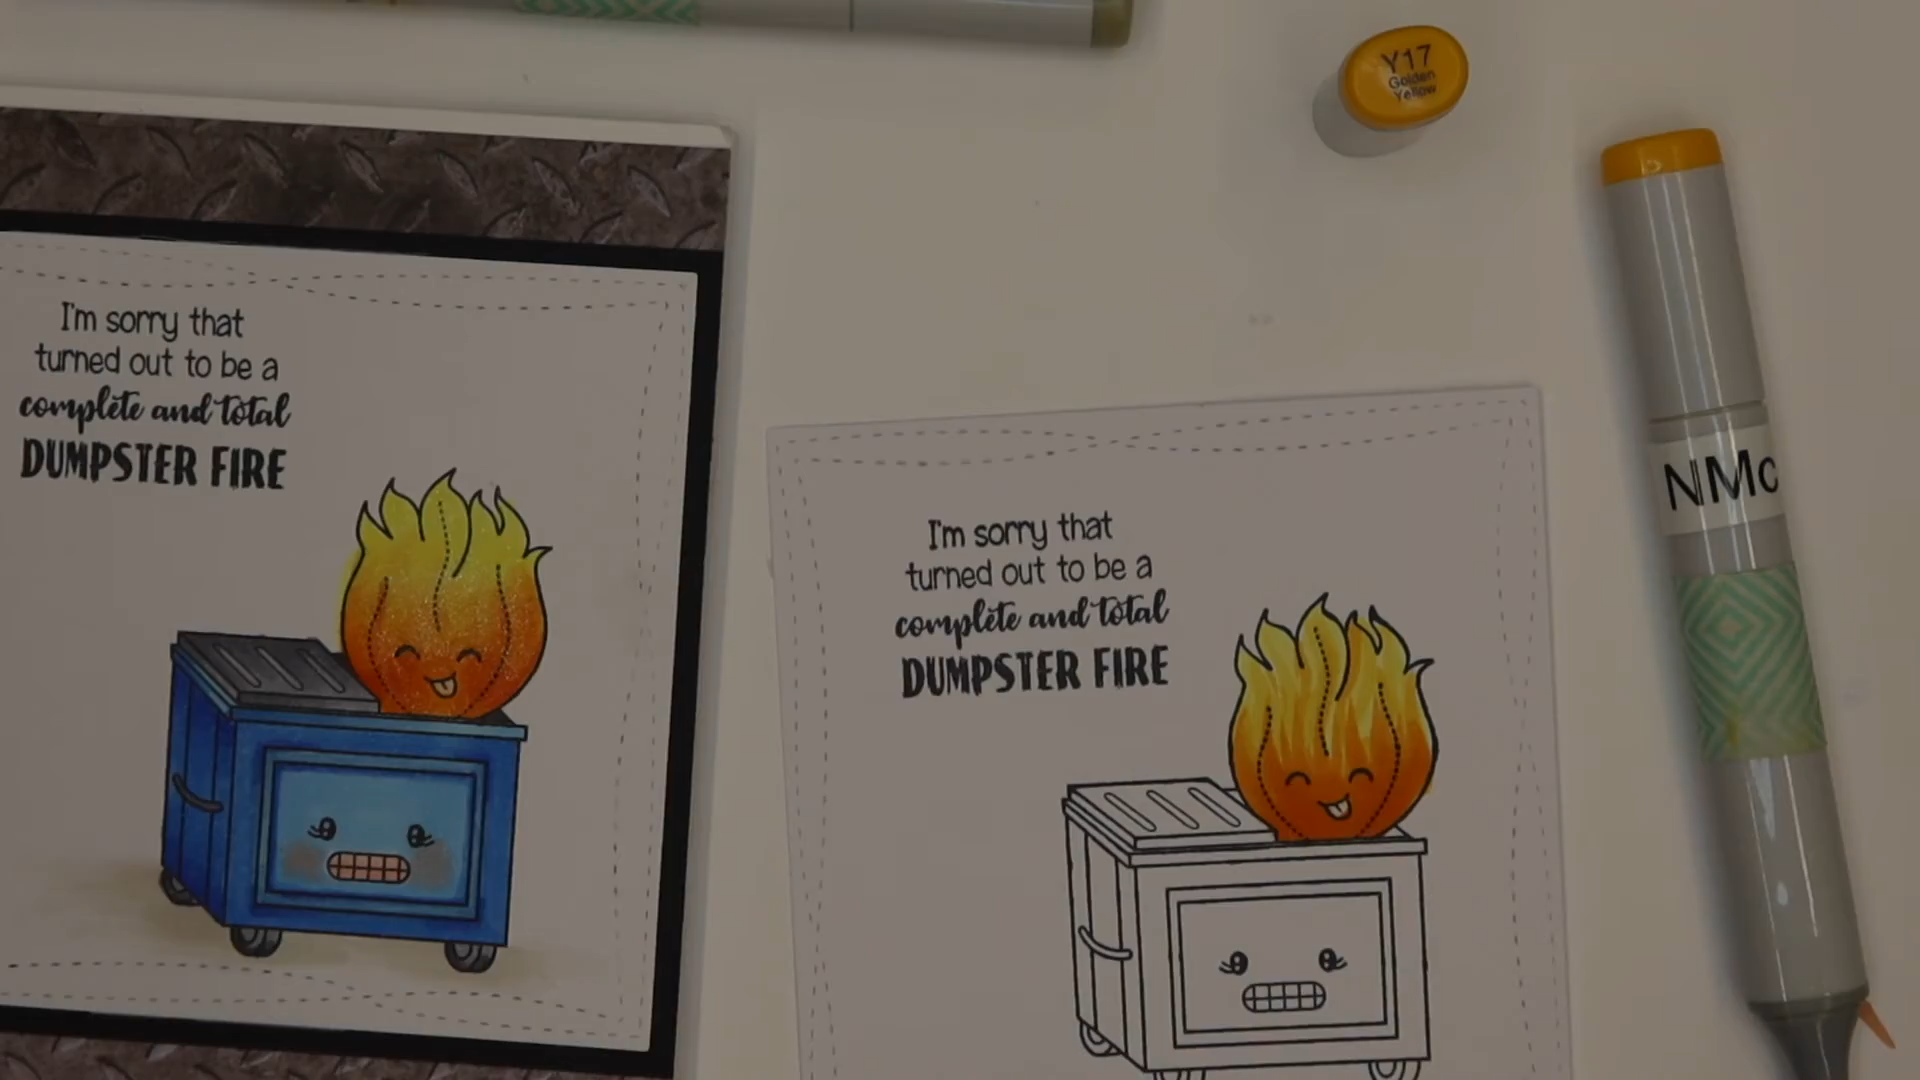 Y17
Golden
Yellow
NMc
I'm sorry that
turned out to be a
complete and total
DUMPSTER FIRE
I'm sorry that
turned out to be a
complete and total
DUMPSTER FIRE